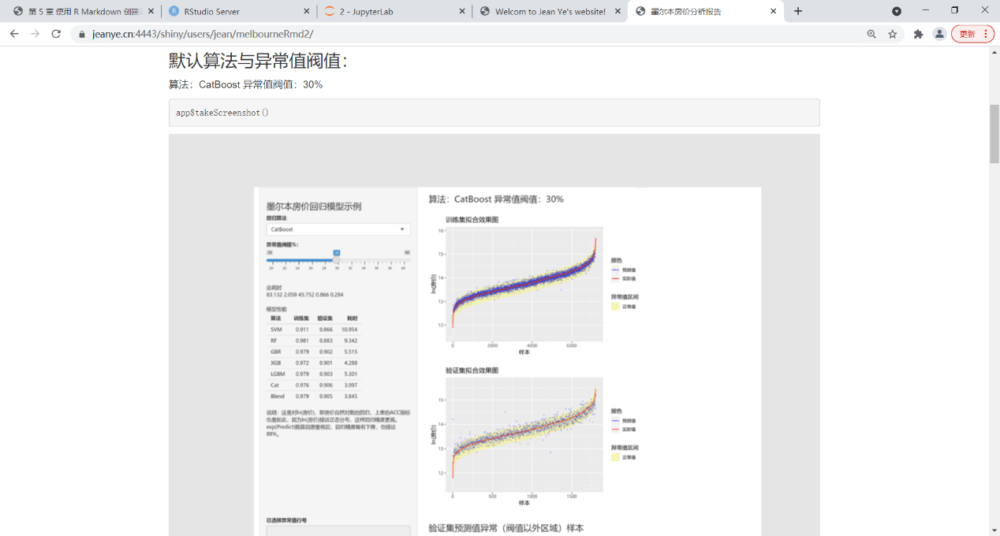 第 5 章 使用 R Markdown 创建
RStudio Server
2 - JupyterLab
Welcom to Jean Ye's website!
墨尔本房价分析报告
jeanye.cn:4443/shiny/users/jean/melbourneRmd2/
更新
默认算法与异常值阀值：
算法：CatBoost 异常值阀值：30%
app$takeScreenshot()
墨尔本房价回归模型示例
回归算法
CatBoost
异常值阀值%：
20 30 40
20 22 24 26 28 30 32 34 36 38 40
总耗时
83.132 2.059 45.752 0.866 0.284
模型性能
算法 训练集 验证集 耗时
SVM 0.911 0.866 10.954
RF 0.981 0.883 9.342
GBR 0.979 0.902 5.515
XGB 0.972 0.901 4.288
LGBM 0.979 0.903 5.301
Cat 0.976 0.906 3.097
Blend 0.979 0.905 3.845
说明：这是对ln(房价)，即房价自然对数的回归，上表的ACC指标
也是如此，因为ln(房价)接近正态分布，这样回归精度更高。
exp(Predict)换算回原量纲后，回归精度略有下降，也接近
88%。
已选择异常值行号
算法：CatBoost 异常值阀值：30%
训练集拟合效果图
16
15
14
13
12
ln(房价)
0 2000 4000 6000
样本
颜色
预测值
实际值
异常值区间
正常值
验证集拟合效果图
15
14
13
12
ln(房价)
0 500 1000 1500
样本
颜色
预测值
实际值
异常值区间
正常值
验证集预测值异常（阀值以外区域）样本